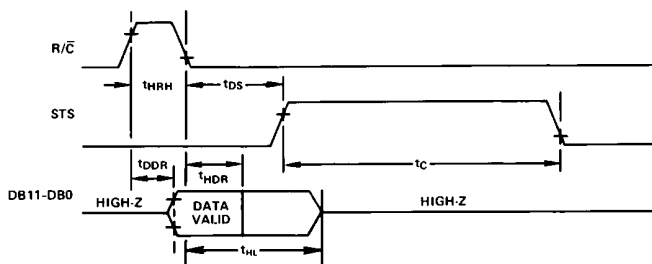 R/C̅
tHRH
tDS
STS
tC
tDDR
tHDR
DB11-DB0
HIGH-Z
DATA
VALID
HIGH-Z
tHL